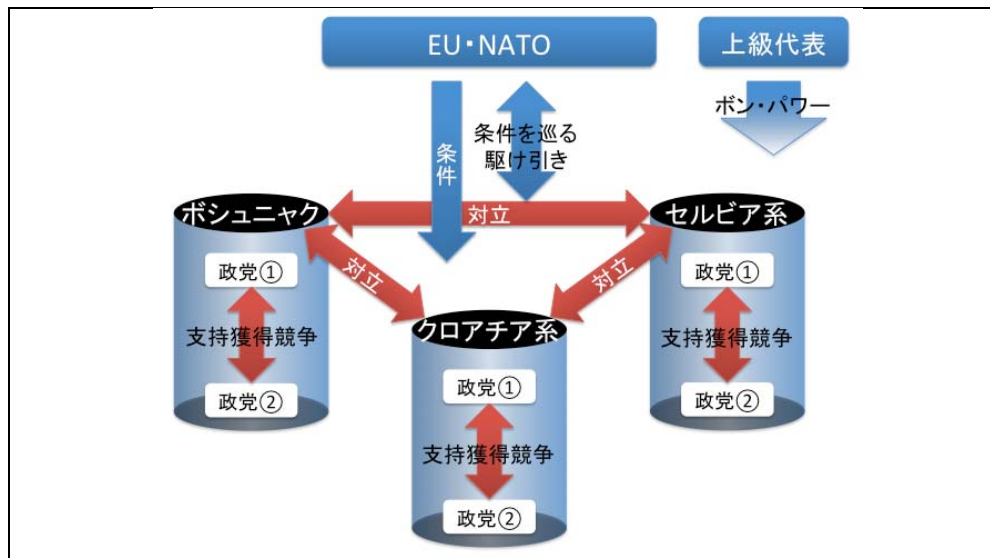 EU・NATO
上級代表
ボン・パワー
条件を巡る
駆け引き
条件
ボシュニャク
対立
セルビア系
対立
対立
政党①
支持獲得競争
政党②
政党①
支持獲得競争
政党②
クロアチア系
政党①
支持獲得競争
政党②